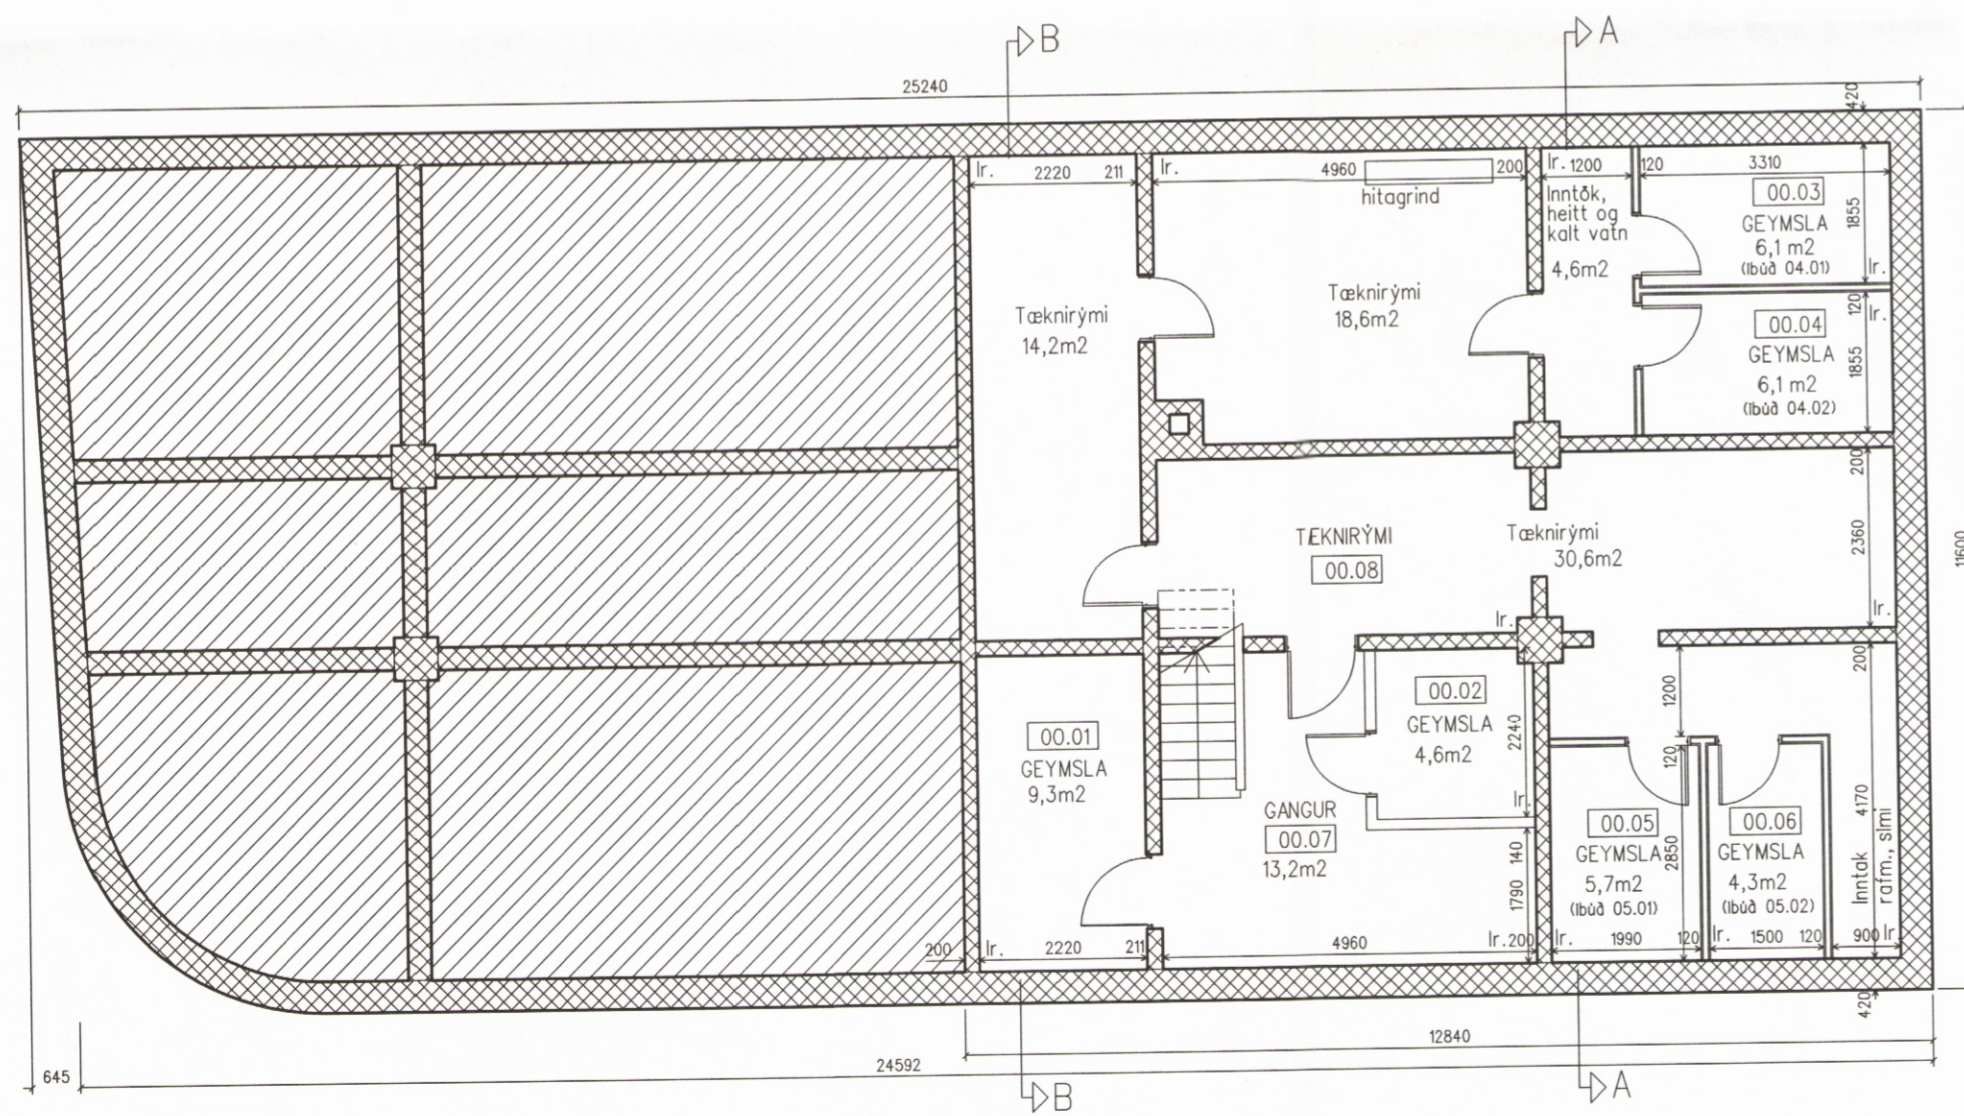 B
A
25240
420
lr.
2220
211
lr.
4960
200
hitagrind
lr.
1200
120
3310
Inntök,
heitt og
kalt vatn
4,6m2
00.03
GEYMSLA
6,1 m2
(Ibúð 04.01)
1855
lr.
Tæknirými
14,2m2
Tæknirými
18,6m2
120
lr.
00.04
GEYMSLA
6,1 m2
(Ibúð 04.02)
1855
200
TÆKNIRÝMI
00.08
Tæknirými
30,6m2
2360
11600
lr.
lr.
200
00.01
GEYMSLA
9,3m2
00.02
GEYMSLA
4,6m2
2240
lr.
1200
120
GANGUR
00.07
13,2m2
140
1790
00.05
GEYMSLA
5,7m2
(Ibúð 05.01)
2850
00.06
GEYMSLA
4,3m2
(Ibúð 05.02)
4170
Inntak
rafm., sími
200
lr.
2220
211
4960
lr.
200
lr.
1990
120
lr.
1500
120
900
lr.
420
12840
645
24592
B
A